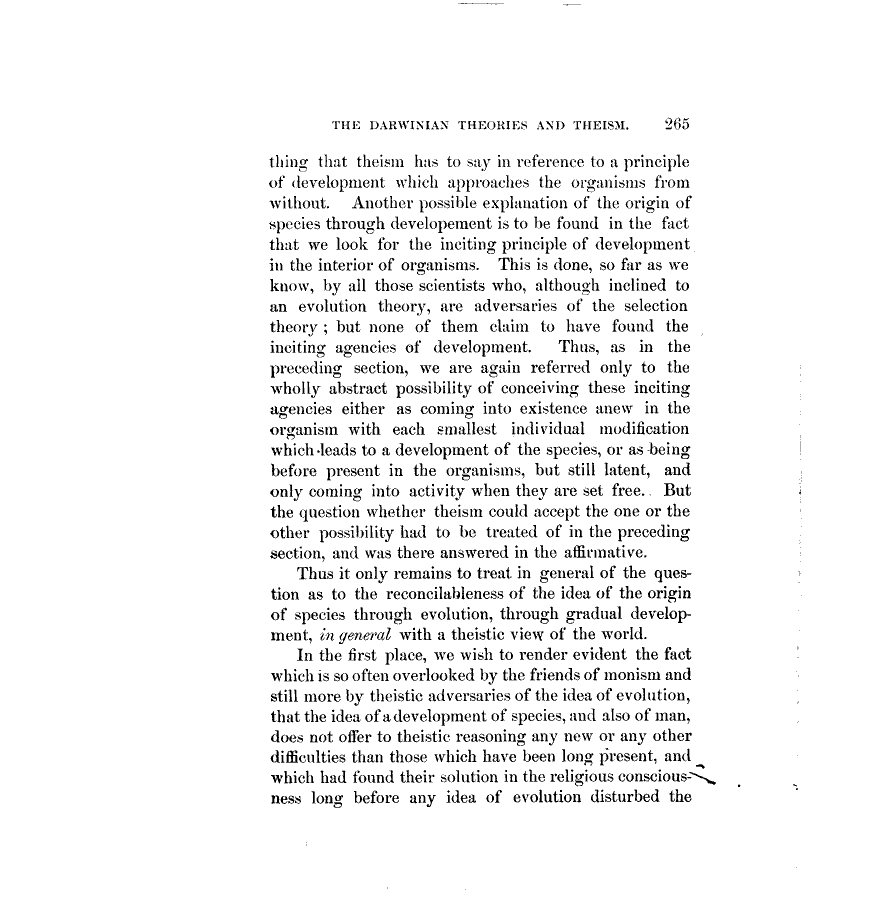 THE DARWINIAN THEORIES AND THEISM. 265
thing that theism has to say in reference to a principle
of development which approaches the organisms from
without. Another possible explanation of the origin of
species through developement is to be found in the fact
that we look for the inciting principle of development
in the interior of organisms. This is done, so far as we
know, by all those scientists who, although inclined to
an evolution theory, are adversaries of the selection
theory ; but none of them claim to have found the
inciting agencies of development. Thus, as in the
preceding section, we are again referred only to the
wholly abstract possibility of conceiving these inciting
agencies either as coming into existence anew in the
organism with each smallest individual modification
which leads to a development of the species, or as being
before present in the organisms, but still latent, and
only coming into activity when they are set free. But
the question whether theism could accept the one or the
other possibility had to be treated of in the preceding
section, and was there answered in the affirmative.
Thus it only remains to treat in general of the ques-
tion as to the reconcilableness of the idea of the origin
of species through evolution, through gradual develop-
ment, in general with a theistic view of the world.
In the first place, we wish to render evident the fact
which is so often overlooked by the friends of monism and
still more by theistic adversaries of the idea of evolution,
that the idea of a development of species, and also of man,
does not offer to theistic reasoning any new or any other
difficulties than those which have been long present, and
which had found their solution in the religious conscious-
ness long before any idea of evolution disturbed the